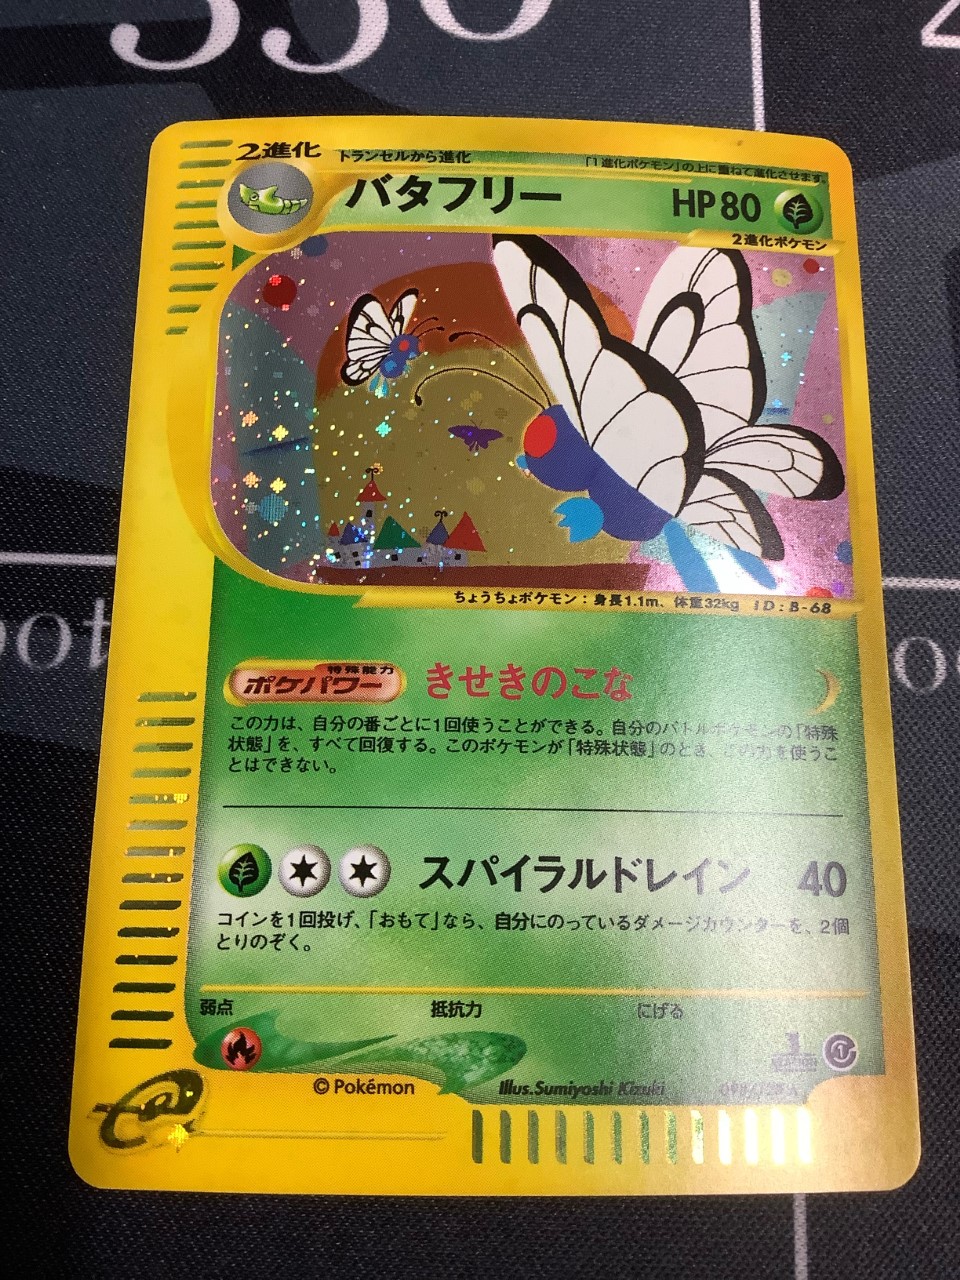 350
2進化 トランセルから進化 「1進化ポケモン」の上に重ねて進化させます。
バタフリー HP80
2進化ポケモン
ちょうちょポケモン：身長1.1m、体重32kg ID：B-68
特殊能力
ポケパワー きせきのこな
この力は、自分の番ごとに1回使うことができる。自分のバトルポケモンの「特殊
状態」を、すべて回復する。このポケモンが「特殊状態」のとき、この力を使うこ
とはできない。
スパイラルドレイン 40
コインを1回投げ、「おもて」なら、自分にのっているダメージカウンターを、2個
とりのぞく。
弱点 抵抗力 にげる
1
© Pokémon Illus.Sumiyoshi Kizuki